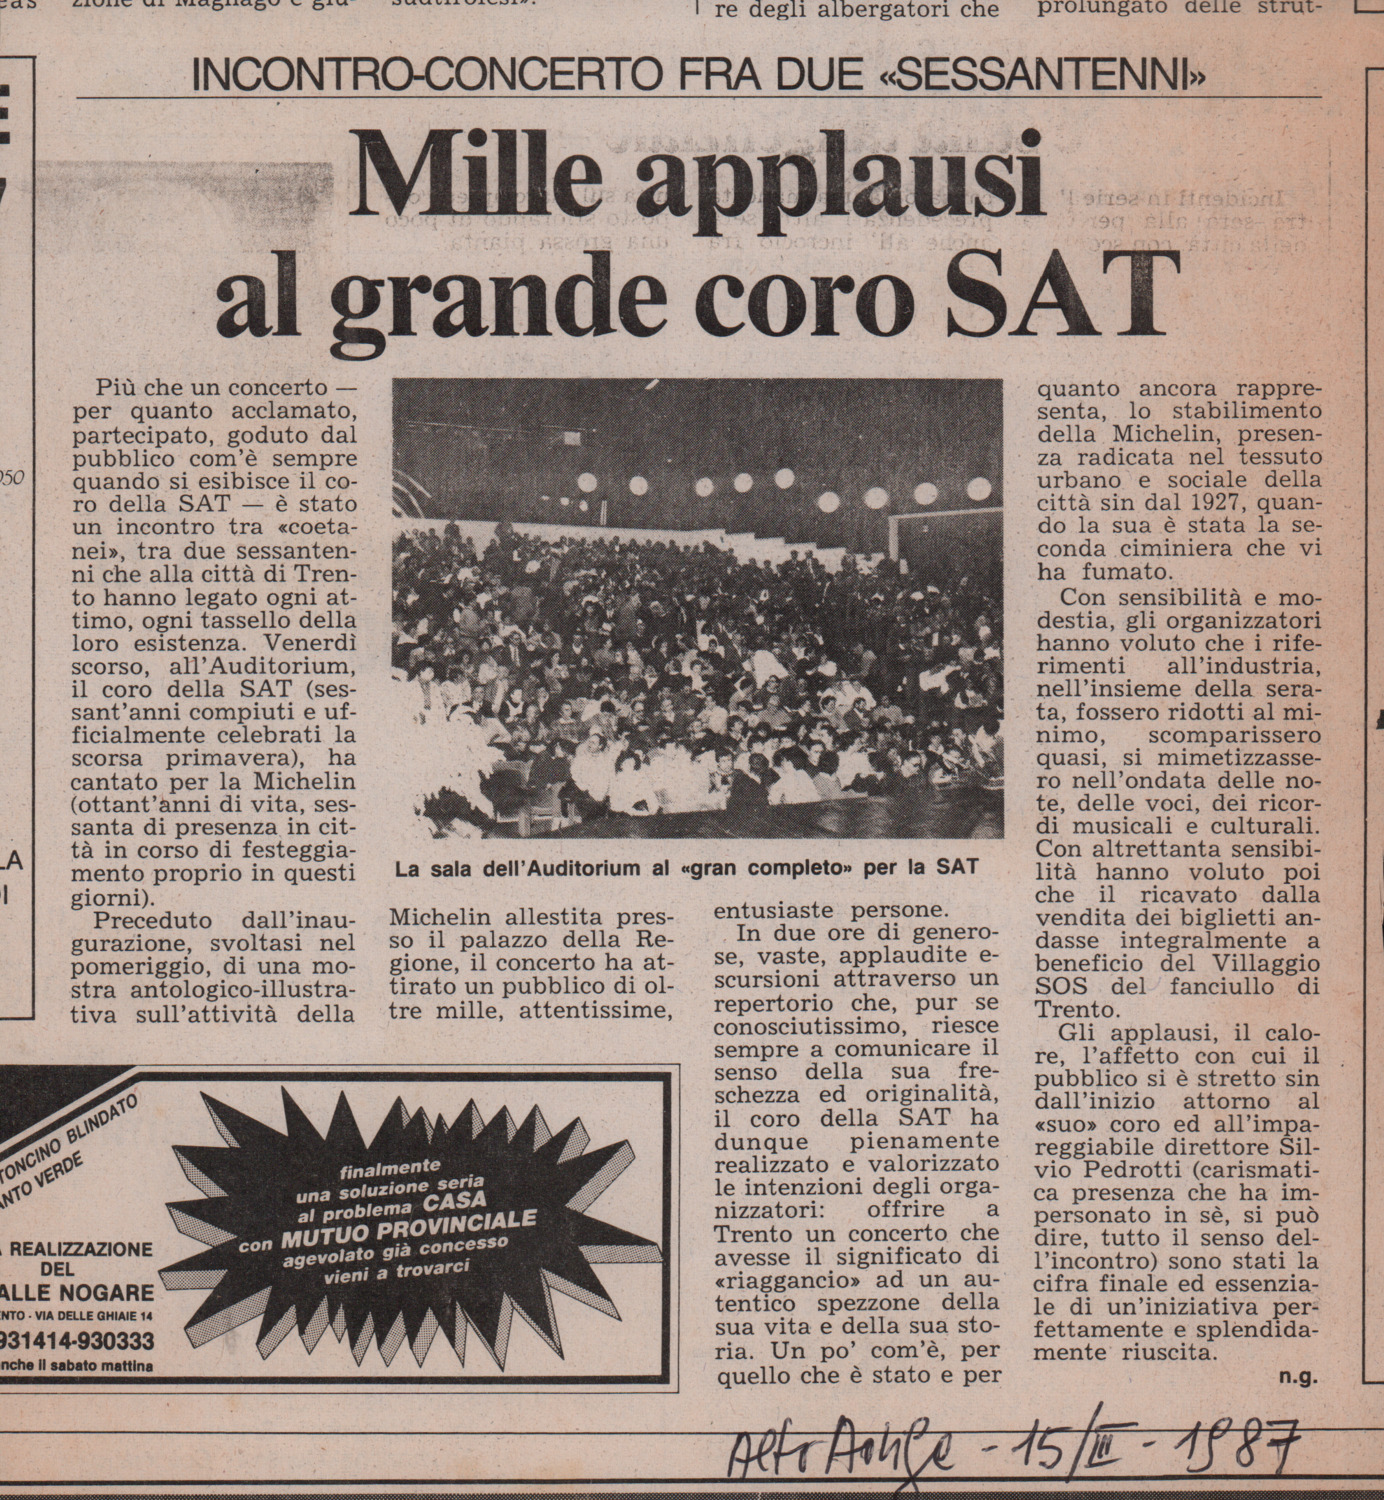 zione di Magnago e giu-
sudtirolesi».
re degli albergatori che
prolungato delle strut-
INCONTRO-CONCERTO FRA DUE «SESSANTENNI»
Mille applausi
al grande coro SAT
Più che un concerto —
per quanto acclamato,
partecipato, goduto dal
pubblico com'è sempre
quando si esibisce il co-
ro della SAT — è stato
un incontro tra «coeta-
nei», tra due sessanten-
ni che alla città di Tren-
to hanno legato ogni at-
timo, ogni tassello della
loro esistenza. Venerdì
scorso, all'Auditorium,
il coro della SAT (ses-
sant'anni compiuti e uf-
ficialmente celebrati la
scorsa primavera), ha
cantato per la Michelin
(ottant'anni di vita, ses-
santa di presenza in cit-
tà in corso di festeggia-
mento proprio in questi
giorni).
Preceduto dall'inau-
gurazione, svoltasi nel
pomeriggio, di una mo-
stra antologico-illustra-
tiva sull'attività della
La sala dell'Auditorium al «gran completo» per la SAT
Michelin allestita pres-
so il palazzo della Re-
gione, il concerto ha at-
tirato un pubblico di ol-
tre mille, attentissime,
entusiaste persone.
In due ore di genero-
se, vaste, applaudite e-
scursioni attraverso un
repertorio che, pur se
conosciutissimo, riesce
sempre a comunicare il
senso della sua fre-
schezza ed originalità,
il coro della SAT ha
dunque pienamente
realizzato e valorizzato
le intenzioni degli orga-
nizzatori: offrire a
Trento un concerto che
avesse il significato di
«riaggancio» ad un au-
tentico spezzone della
sua vita e della sua sto-
ria. Un po' com'è, per
quello che è stato e per
quanto ancora rappre-
senta, lo stabilimento
della Michelin, presen-
za radicata nel tessuto
urbano e sociale della
città sin dal 1927, quan-
do la sua è stata la se-
conda ciminiera che vi
ha fumato.
Con sensibilità e mo-
destia, gli organizzatori
hanno voluto che i rife-
rimenti all'industria,
nell'insieme della sera-
ta, fossero ridotti al mi-
nimo, scomparissero
quasi, si mimetizzasse-
ro nell'ondata delle no-
te, delle voci, dei ricor-
di musicali e culturali.
Con altrettanta sensibi-
lità hanno voluto poi
che il ricavato dalla
vendita dei biglietti an-
dasse integralmente a
beneficio del Villaggio
SOS del fanciullo di
Trento.
Gli applausi, il calo-
re, l'affetto con cui il
pubblico si è stretto sin
dall'inizio attorno al
«suo» coro ed all'impa-
reggiabile direttore Sil-
vio Pedrotti (carismati-
ca presenza che ha im-
personato in sè, si può
dire, tutto il senso del-
l'incontro) sono stati la
cifra finale ed essenzia-
le di un'iniziativa per-
fettamente e splendida-
mente riuscita.
n.g.
TONCINO BLINDATO
ANTO VERDE
REALIZZAZIONE
DEL
ALLE NOGARE
ENTO - VIA DELLE GHIAIE 14
931414-930333
anche il sabato mattina
finalmente
una soluzione seria
al problema CASA
con MUTUO PROVINCIALE
agevolato già concesso
vieni a trovarci
Alto Adige - 15/III - 1987